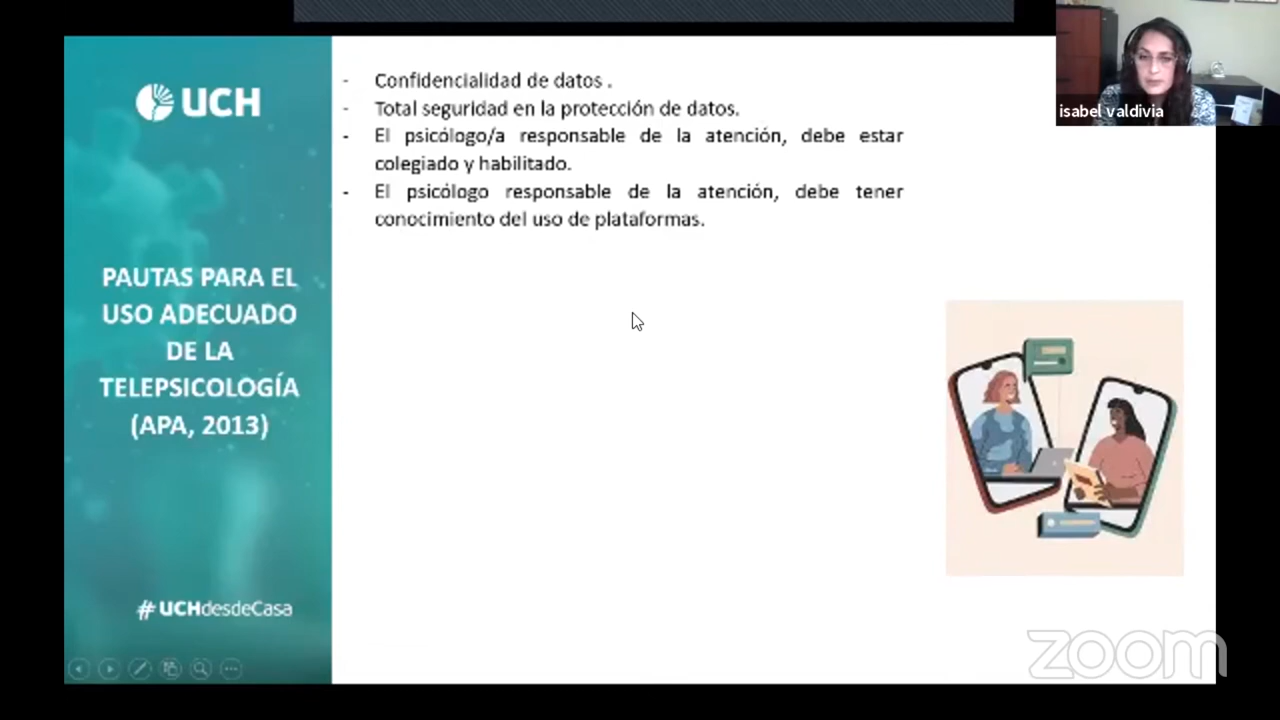 UCH
PAUTAS PARA EL
USO ADECUADO
DE LA
TELEPSICOLOGÍA
(APA, 2013)
#UCHdesdeCasa
- Confidencialidad de datos .
- Total seguridad en la protección de datos.
- El psicólogo/a responsable de la atención, debe estar
colegiado y habilitado.
- El psicólogo responsable de la atención, debe tener
conocimiento del uso de plataformas.
isabel valdivia
zoom